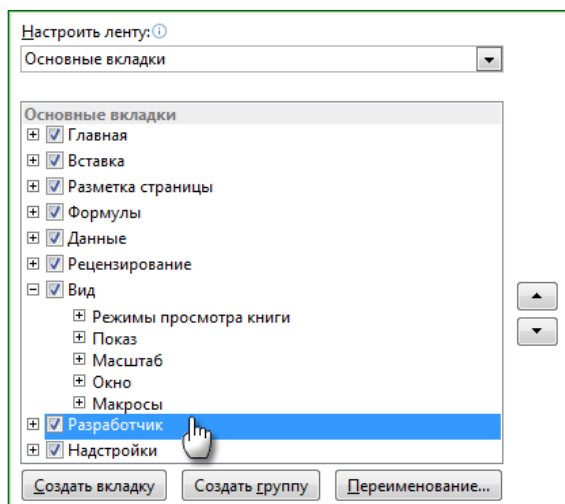 Настроить ленту:
Основные вкладки
Основные вкладки
Главная
Вставка
Разметка страницы
Формулы
Данные
Рецензирование
Вид
Режимы просмотра книги
Показ
Масштаб
Окно
Макросы
Разработчик
Надстройки
Создать вкладку Создать группу Переименование...